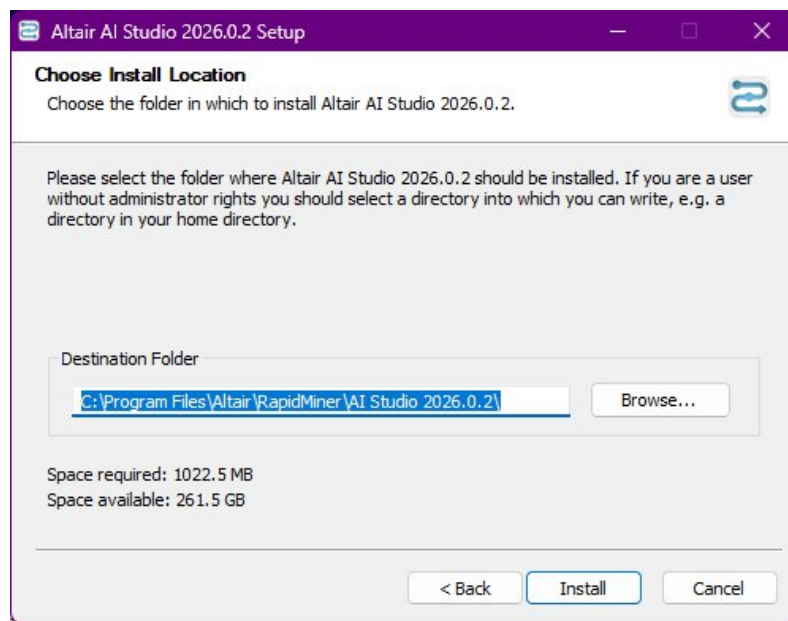 Altair AI Studio 2026.0.2 Setup
Choose Install Location
Choose the folder in which to install Altair AI Studio 2026.0.2.
Please select the folder where Altair AI Studio 2026.0.2 should be installed. If you are a user
without administrator rights you should select a directory into which you can write, e.g. a
directory in your home directory.
Destination Folder
C:\Program Files\Altair\RapidMiner\AI Studio 2026.0.2\
Browse...
Space required: 1022.5 MB
Space available: 261.5 GB
< Back
Install
Cancel